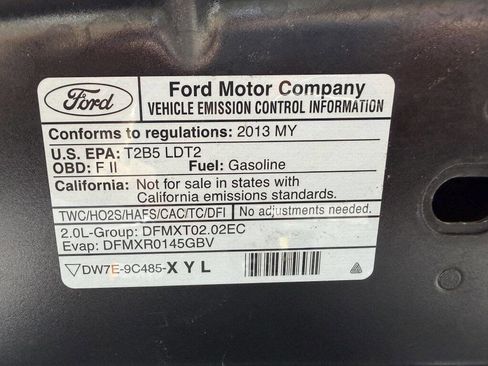 Ford
Ford Motor Company
VEHICLE EMISSION CONTROL INFORMATION
Conforms to regulations: 2013 MY
U.S. EPA: T2B5 LDT2
OBD: F II Fuel: Gasoline
California: Not for sale in states with
California emissions standards.
TWC/HO2S/HAFS/CAC/TC/DFI No adjustments needed.
2.0L-Group: DFMXT02.02EC
Evap: DFMXR0145GBV
DW7E-9C485-XYL